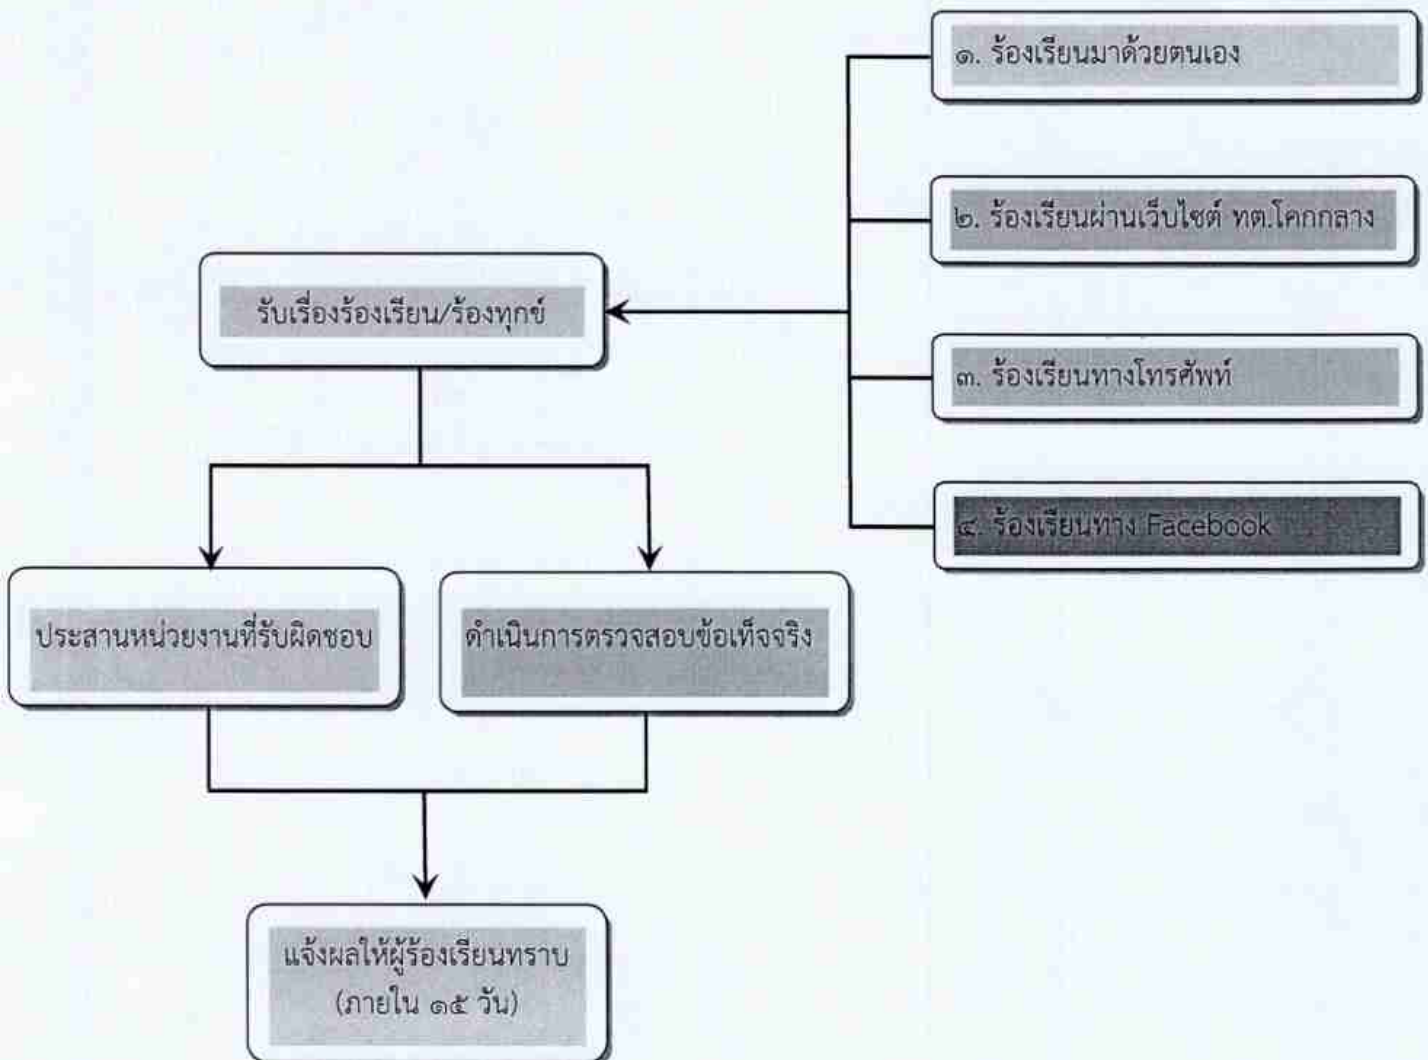 ๑. ร้องเรียนมาด้วยตนเอง
๒. ร้องเรียนผ่านเว็บไซต์ ทต.โคกกลาง
รับเรื่องร้องเรียน/ร้องทุกข์
๓. ร้องเรียนทางโทรศัพท์
๔. ร้องเรียนทาง Facebook
ประสานหน่วยงานที่รับผิดชอบ
ดำเนินการตรวจสอบข้อเท็จจริง
แจ้งผลให้ผู้ร้องเรียนทราบ
(ภายใน ๑๕ วัน)